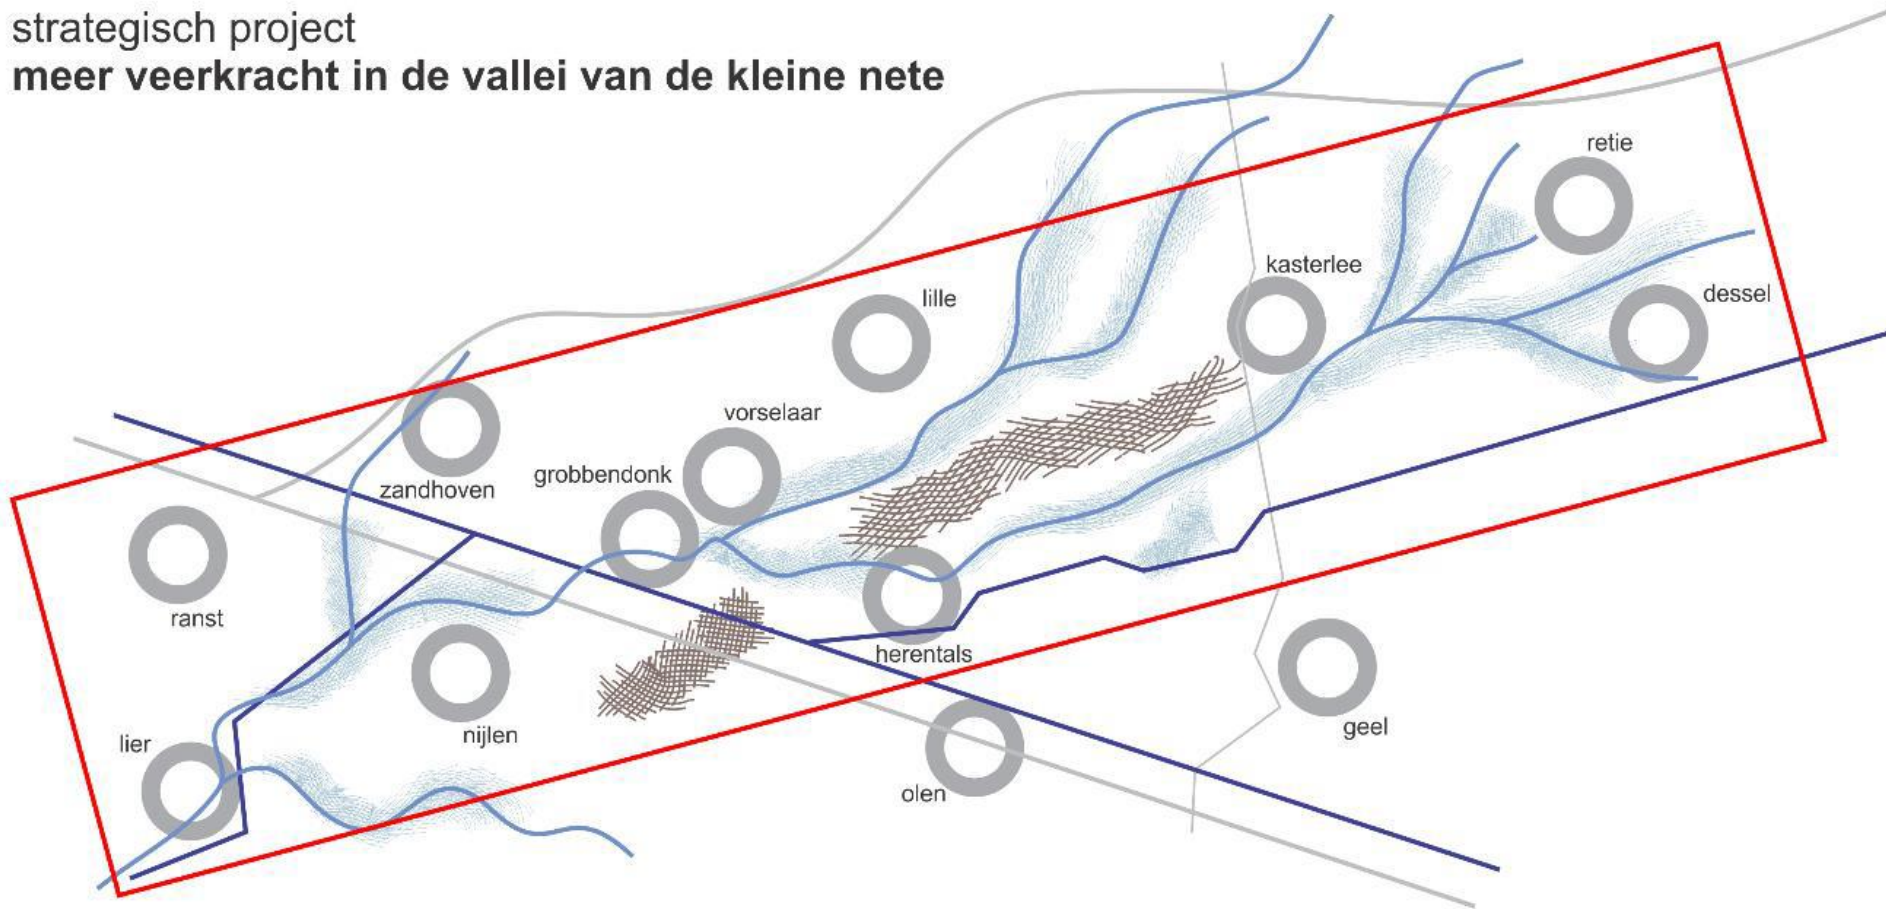 strategisch project
meer veerkracht in de vallei van de kleine nete
retie
kasterlee
dessel
lille
vorselaar
grobbendonk
zandhoven
ranst
herentals
nijlen
geel
lier
olen